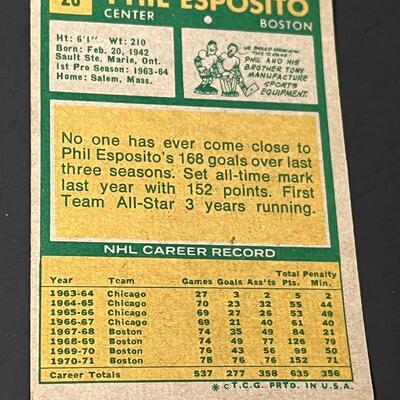 20
PHIL ESPOSITO
CENTER
BOSTON
Ht: 6'1" Wt: 210
Born: Feb. 20, 1942
Sault Ste. Marie, Ont.
1st Pro Season: 1963-64
Home: Salem, Mass.
WE SHOULD KNOW HOW
THIS WORKS!
PHIL AND HIS
BROTHER TONY
MANUFACTURE
SPORTS
EQUIPMENT.
No one has ever come close to
Phil Esposito's 168 goals over last
three seasons. Set all-time mark
last year with 152 points. First
Team All-Star 3 years running.
NHL CAREER RECORD
Total Penalty
Year Team Games Goals Ass'ts Pts. Min.
1963-64 Chicago 27 3 2 5 2
1964-65 Chicago 70 23 32 55 44
1965-66 Chicago 69 27 26 53 49
1966-67 Chicago 69 21 40 61 40
1967-68 Boston 74 35 49 84 21
1968-69 Boston 74 49 77 126 79
1969-70 Boston 76 43 56 99 50
1970-71 Boston 78 76 76 152 71
Career Totals 537 277 358 635 356
* © T.C.G. PRTD. IN U.S.A.